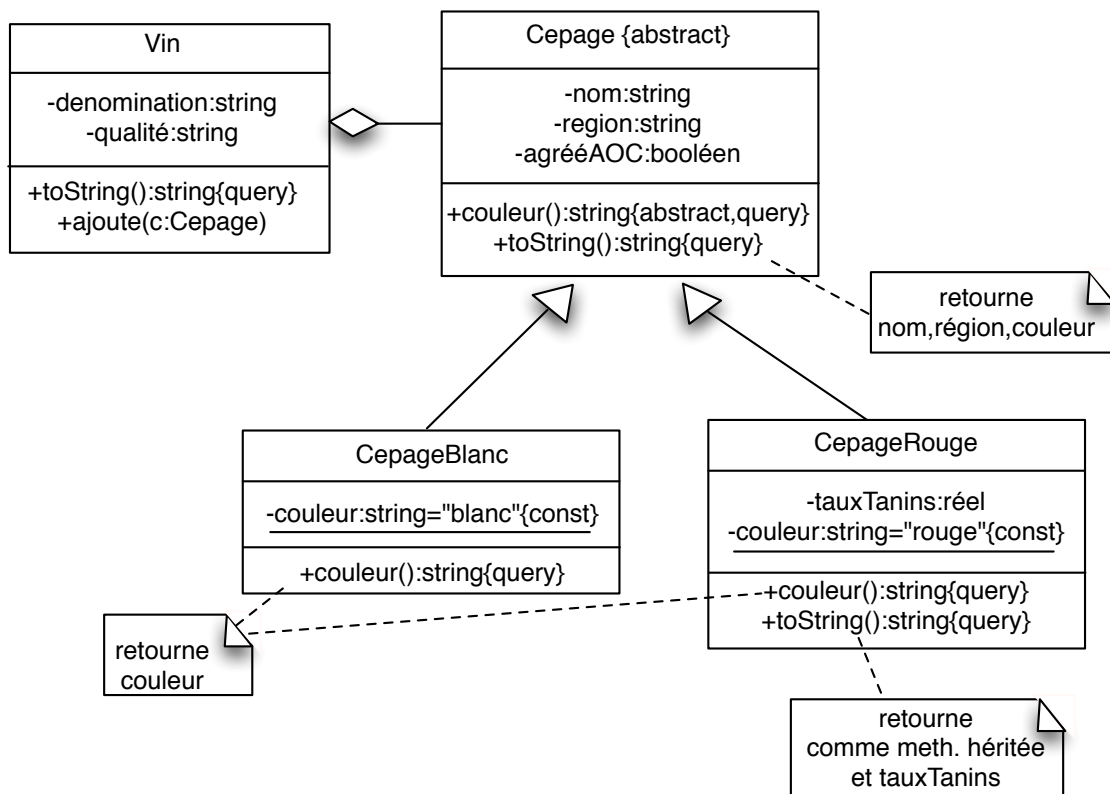 Vin
-denomination:string
-qualité:string
+toString():string{query}
+ajoute(c:Cepage)
Cepage {abstract}
-nom:string
-region:string
-agrééAOC:booléen
+couleur():string{abstract,query}
+toString():string{query}
retourne
nom,région,couleur
CepageBlanc
-couleur:string="blanc"{const}
+couleur():string{query}
CepageRouge
-tauxTanins:réel
-couleur:string="rouge"{const}
+couleur():string{query}
+toString():string{query}
retourne
couleur
retourne
comme meth. héritée
et tauxTanins